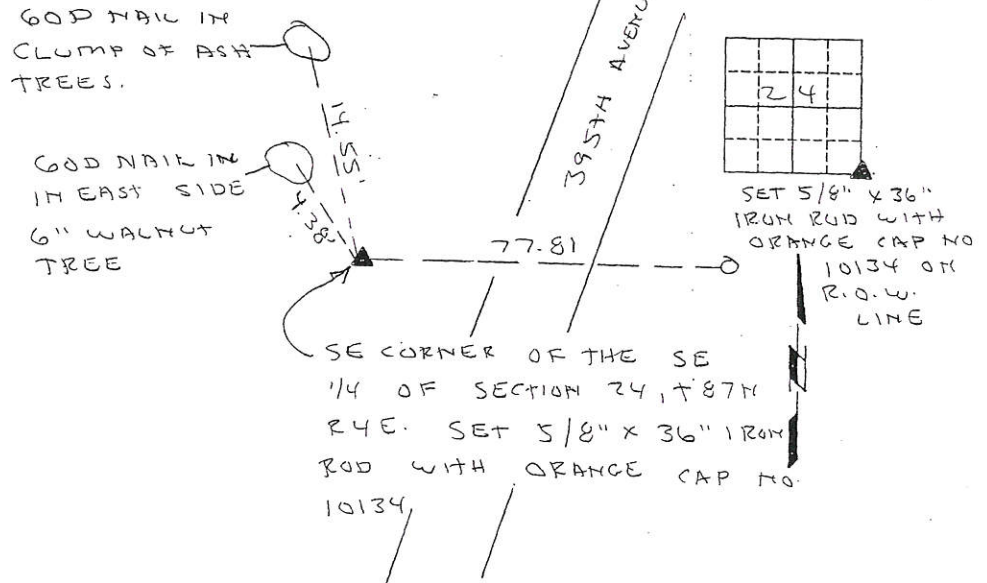 60D NAIL IN
CLUMP OF ASH
TREES.
14.55'
60D NAIL IN
IN EAST SIDE
6" WALNUT
TREE
4.38'
395TH AVENU
77.81
24
SET 5/8" X 36"
IRON ROD WITH
ORANGE CAP NO
10134 ON
R.O.W.
LINE
N
SE CORNER OF THE SE
1/4 OF SECTION 24, T87N
R4E. SET 5/8" X 36" IRON
ROD WITH ORANGE CAP NO.
10134